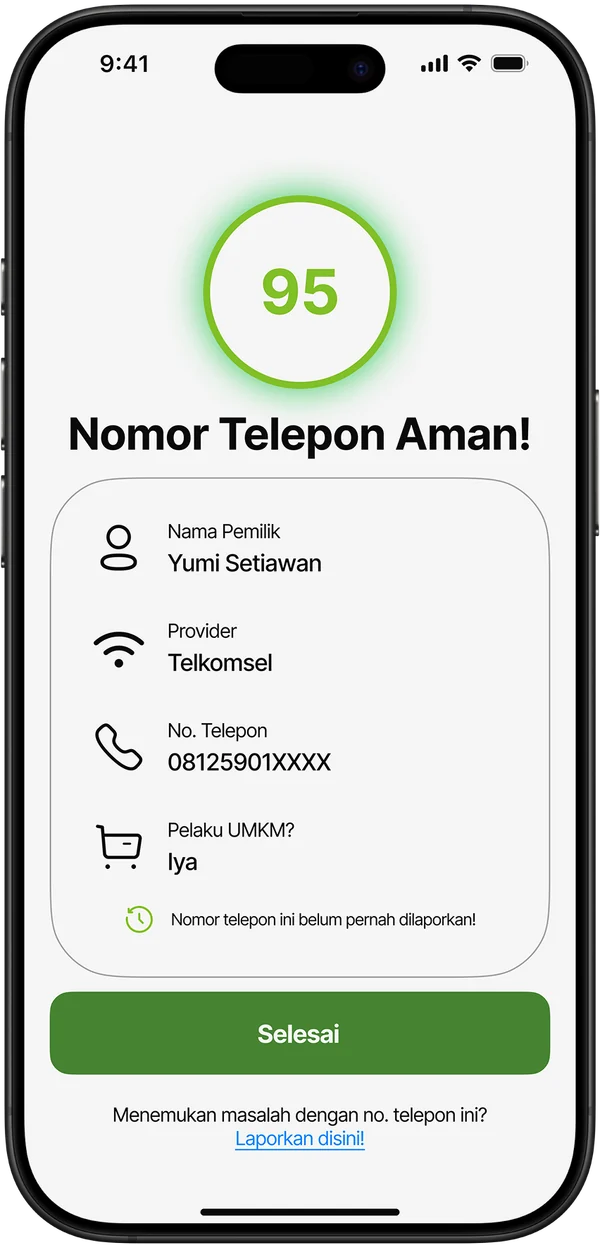 9:41
95
Nomor Telepon Aman!
Nama Pemilik
Yumi Setiawan
Provider
Telkomsel
No. Telepon
08125901XXXX
Pelaku UMKM?
Iya
Nomor telepon ini belum pernah dilaporkan!
Selesai
Menemukan masalah dengan no. telepon ini?
Laporkan disini!